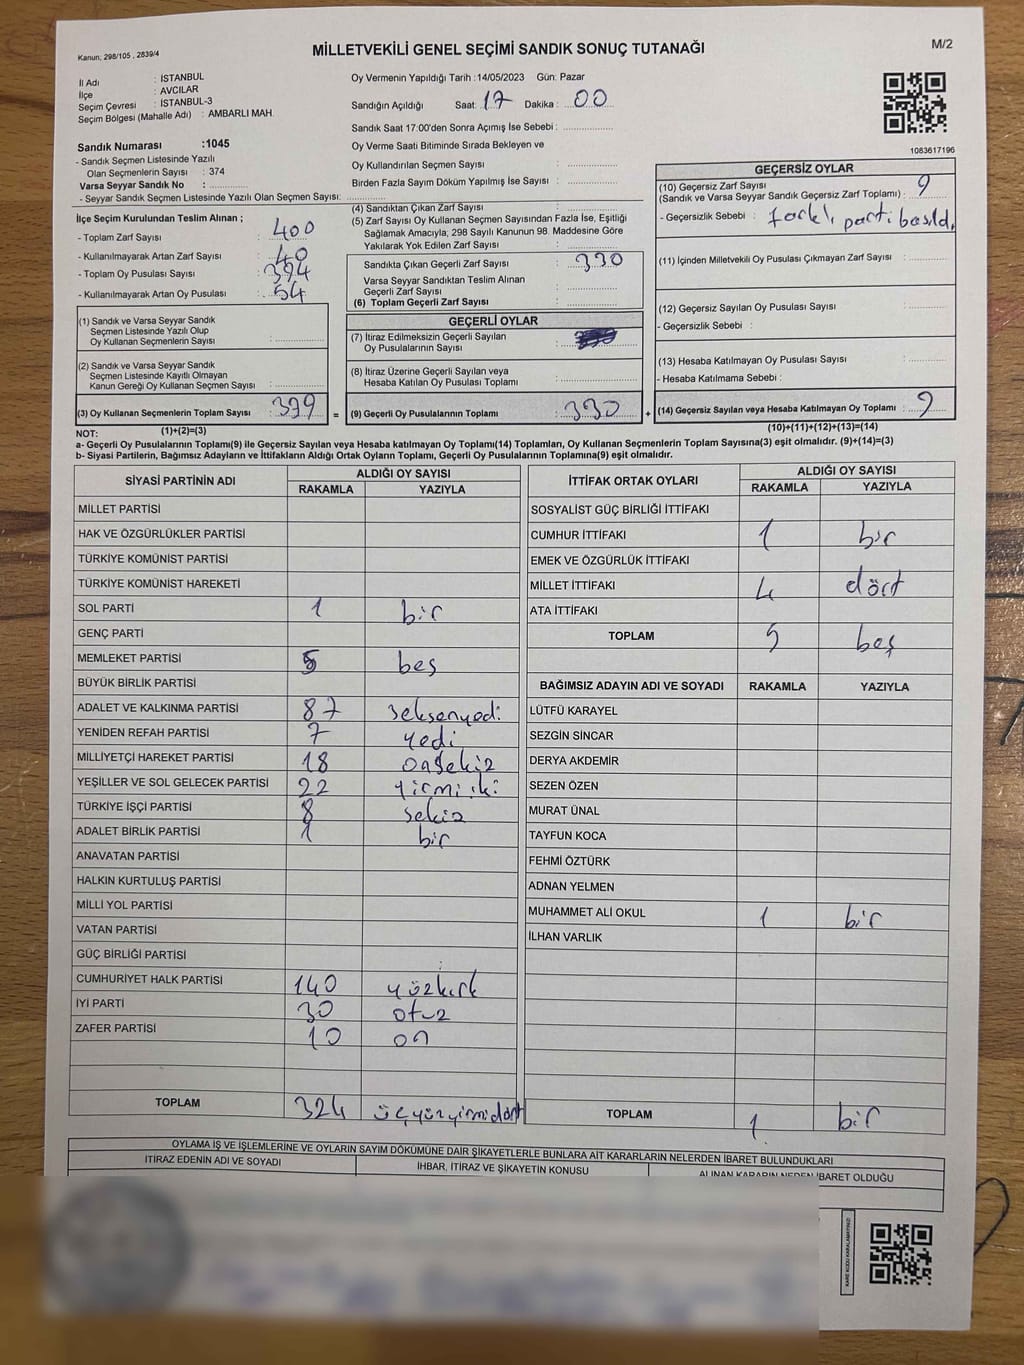 Kanun; 298/105 , 2839/4
MİLLETVEKİLİ GENEL SEÇİMİ SANDIK SONUÇ TUTANAĞI
M/2
İl Adı : İSTANBUL
İlçe : AVCILAR
Seçim Çevresi : İSTANBUL-3
Seçim Bölgesi (Mahalle Adı) : AMBARLI MAH.
Sandık Numarası :1045
- Sandık Seçmen Listesinde Yazılı
Olan Seçmenlerin Sayısı : 374
Varsa Seyyar Sandık No :
- Seyyar Sandık Seçmen Listesinde Yazılı Olan Seçmen Sayısı:
Oy Vermenin Yapıldığı Tarih :14/05/2023 Gün: Pazar
Sandığın Açıldığı Saat: 17 Dakika : 00
Sandık Saat 17:00'den Sonra Açımış İse Sebebi :
Oy Verme Saati Bitiminde Sırada Bekleyen ve
Oy Kullandırılan Seçmen Sayısı :
Birden Fazla Sayım Döküm Yapılmış İse Sayısı :
1083617196
İlçe Seçim Kurulundan Teslim Alınan ;
- Toplam Zarf Sayısı : 400
- Kullanılmayarak Artan Zarf Sayısı :
- Toplam Oy Pusulası Sayısı : 394
- Kullanılmayarak Artan Oy Pusulası : 54
(1) Sandık ve Varsa Seyyar Sandık
Seçmen Listesinde Yazılı Olup
Oy Kullanan Seçmenlerin Sayısı :
(2) Sandık ve Varsa Seyyar Sandık
Seçmen Listesinde Kayıtlı Olmayan
Kanun Gereği Oy Kullanan Seçmen Sayısı :
(3) Oy Kullanan Seçmenlerin Toplam Sayısı : 339
(1)+(2)=(3)
(4) Sandıktan Çıkan Zarf Sayısı :
(5) Zarf Sayısı Oy Kullanan Seçmen Sayısından Fazla İse, Eşitliği
Sağlamak Amacıyla, 298 Sayılı Kanunun 98. Maddesine Göre
Yakılarak Yok Edilen Zarf Sayısı :
Sandıkta Çıkan Geçerli Zarf Sayısı : 330
Varsa Seyyar Sandıktan Teslim Alınan
Geçerli Zarf Sayısı :
(6) Toplam Geçerli Zarf Sayısı :
GEÇERLİ OYLAR
(7) İtiraz Edilmeksizin Geçerli Sayılan
Oy Pusulalarının Sayısı :
(8) İtiraz Üzerine Geçerli Sayılan veya
Hesaba Katılan Oy Pusulası Toplamı :
= (9) Geçerli Oy Pusulalarının Toplamı : 330
GEÇERSİZ OYLAR
(10) Geçersiz Zarf Sayısı
(Sandık ve Varsa Seyyar Sandık Geçersiz Zarf Toplamı) : 9
- Geçersizlik Sebebi : farklı parti basıldı
(11) İçinden Milletvekili Oy Pusulası Çıkmayan Zarf Sayısı :
(12) Geçersiz Sayılan Oy Pusulası Sayısı :
- Geçersizlik Sebebi :
(13) Hesaba Katılmayan Oy Pusulası Sayısı :
- Hesaba Katılmama Sebebi :
+ (14) Geçersiz Sayılan veya Hesaba Katılmayan Oy Toplamı : 9
(10)+(11)+(12)+(13)=(14)
NOT:
a- Geçerli Oy Pusulalarının Toplamı(9) ile Geçersiz Sayılan veya Hesaba katılmayan Oy Toplamı(14) Toplamları, Oy Kullanan Seçmenlerin Toplam Sayısına(3) eşit olmalıdır. (9)+(14)=(3)
b- Siyasi Partilerin, Bağımsız Adayların ve İttifakların Aldığı Ortak Oyların Toplamı, Geçerli Oy Pusulalarının Toplamına(9) eşit olmalıdır.
SİYASİ PARTİNİN ADI ALDIĞI OY SAYISI
RAKAMLA YAZIYLA
MİLLET PARTİSİ
HAK VE ÖZGÜRLÜKLER PARTİSİ
TÜRKİYE KOMÜNİST PARTİSİ
TÜRKİYE KOMÜNİST HAREKETİ
SOL PARTİ 1 bir
GENÇ PARTİ
MEMLEKET PARTİSİ 5 beş
BÜYÜK BİRLİK PARTİSİ
ADALET VE KALKINMA PARTİSİ 87 seksenyedi
YENİDEN REFAH PARTİSİ 7 yedi
MİLLİYETÇİ HAREKET PARTİSİ 18 onsekiz
YEŞİLLER VE SOL GELECEK PARTİSİ 22 yirmi iki
TÜRKİYE İŞÇİ PARTİSİ 8 sekiz
ADALET BİRLİK PARTİSİ 1 bir
ANAVATAN PARTİSİ
HALKIN KURTULUŞ PARTİSİ
MİLLİ YOL PARTİSİ
VATAN PARTİSİ
GÜÇ BİRLİĞİ PARTİSİ
CUMHURİYET HALK PARTİSİ 140 yüzkırk
İYİ PARTİ 30 otuz
ZAFER PARTİSİ 10 on
TOPLAM 324 üçyüzyirmidört
İTTİFAK ORTAK OYLARI ALDIĞI OY SAYISI
RAKAMLA YAZIYLA
SOSYALİST GÜÇ BİRLİĞİ İTTİFAKI
CUMHUR İTTİFAKI 1 bir
EMEK VE ÖZGÜRLÜK İTTİFAKI
MİLLET İTTİFAKI 4 dört
ATA İTTİFAKI
TOPLAM 5 beş
BAĞIMSIZ ADAYIN ADI VE SOYADI RAKAMLA YAZIYLA
LÜTFÜ KARAYEL
SEZGİN SİNCAR
DERYA AKDEMİR
SEZEN ÖZEN
MURAT ÜNAL
TAYFUN KOCA
FEHMİ ÖZTÜRK
ADNAN YELMEN
MUHAMMET ALİ OKUL 1 bir
İLHAN VARLIK
TOPLAM 1 bir
OYLAMA İŞ VE İŞLEMLERİNE VE OYLARIN SAYIM DÖKÜMÜNE DAİR ŞİKAYETLERLE BUNLARA AİT KARARLARIN NELERDEN İBARET BULUNDUKLARI
İTİRAZ EDENİN ADI VE SOYADI İHBAR, İTİRAZ VE ŞİKAYETİN KONUSU ALINAN KARARIN NEDEN İBARET OLDUĞU
KARE KODU KARALAMAYINIZ!